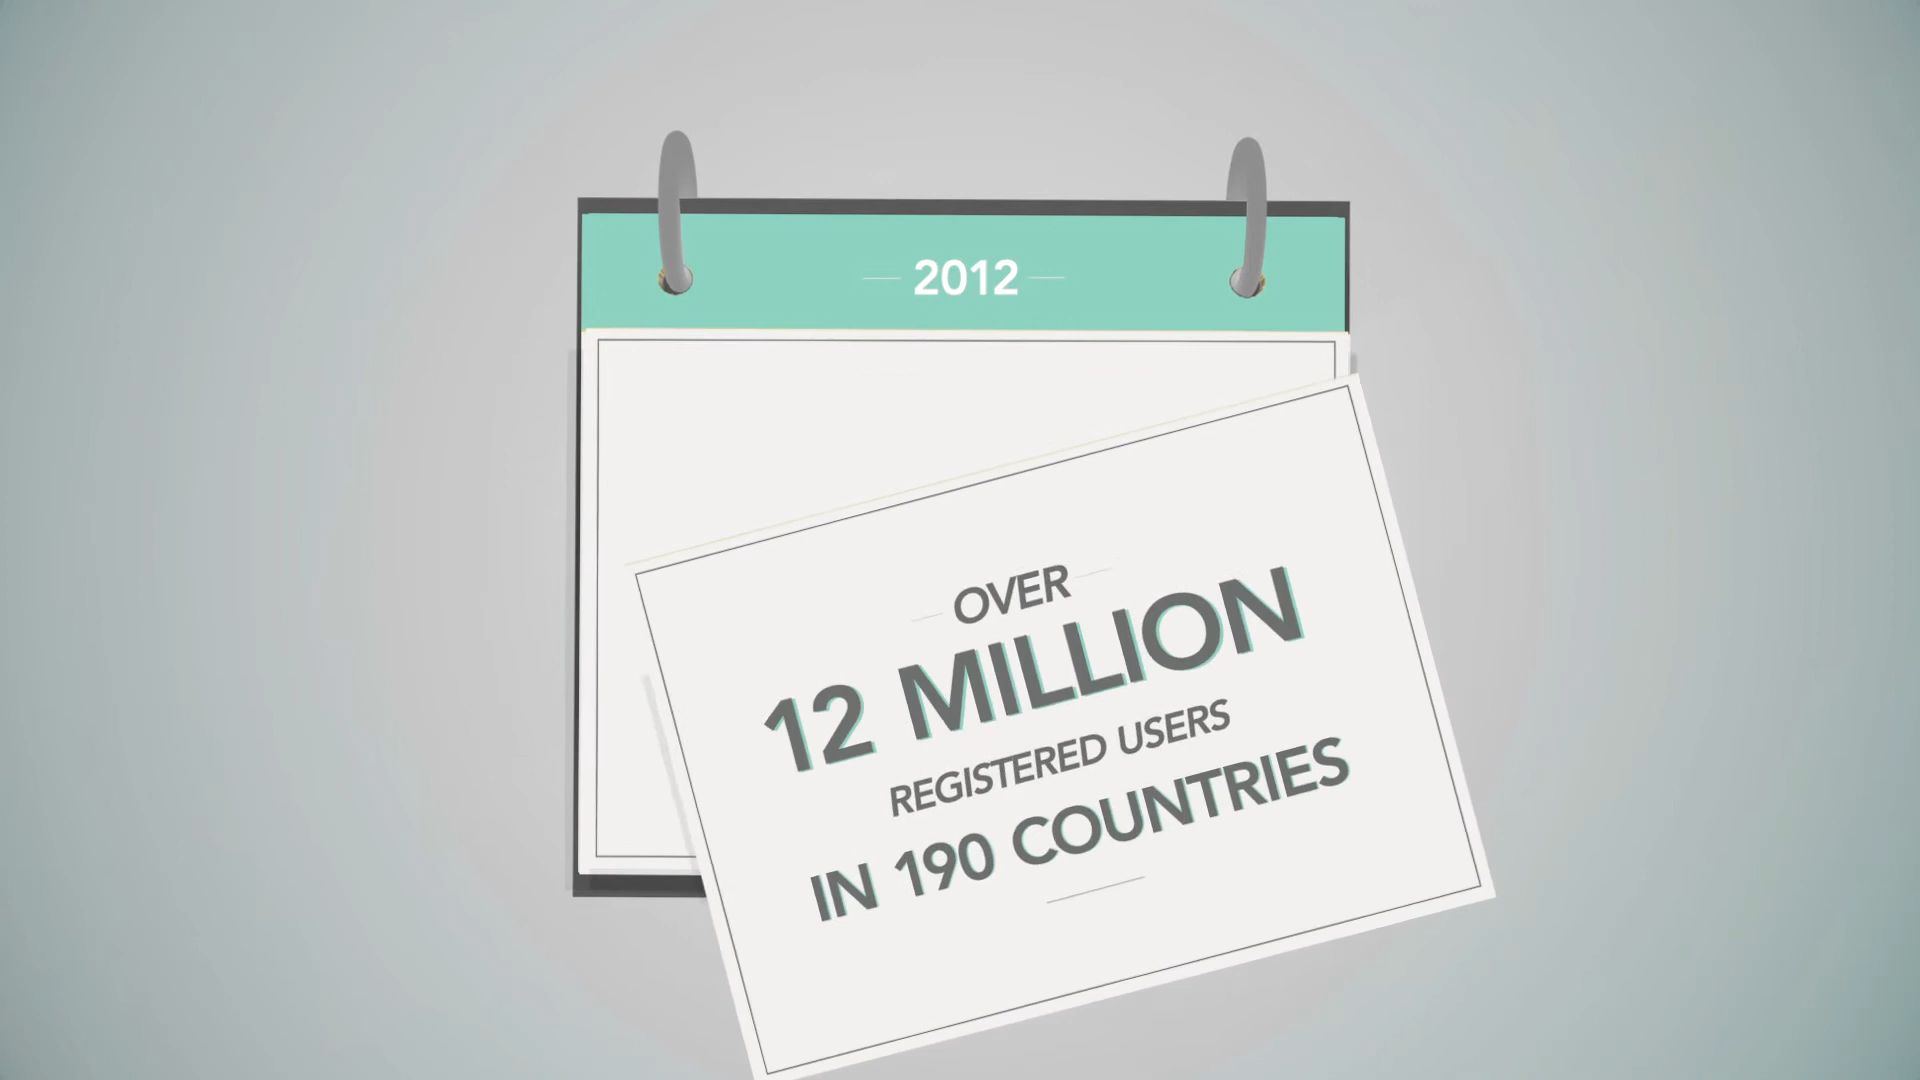 2012
OVER
12 MILLION
REGISTERED USERS
IN 190 COUNTRIES